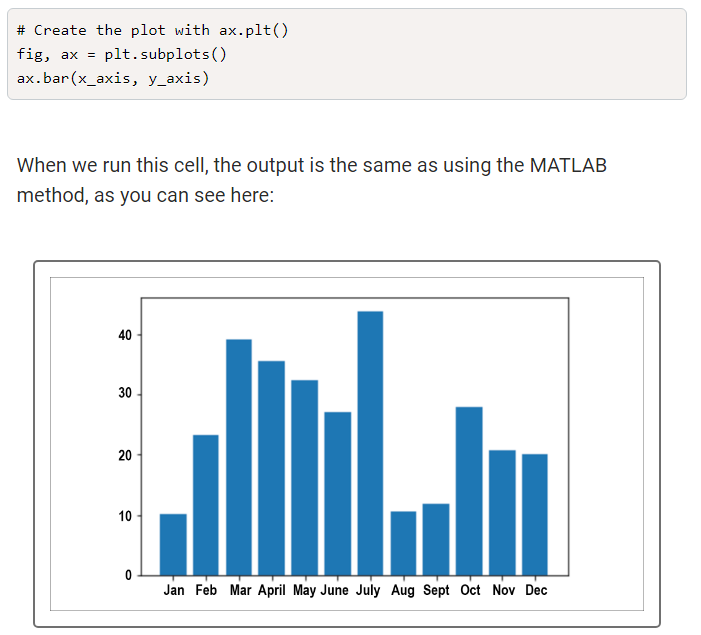 # Create the plot with ax.plt()
fig, ax = plt.subplots()
ax.bar(x_axis, y_axis)
When we run this cell, the output is the same as using the MATLAB
method, as you can see here:
40
30
20
10
0
Jan Feb Mar April May June July Aug Sept Oct Nov Dec